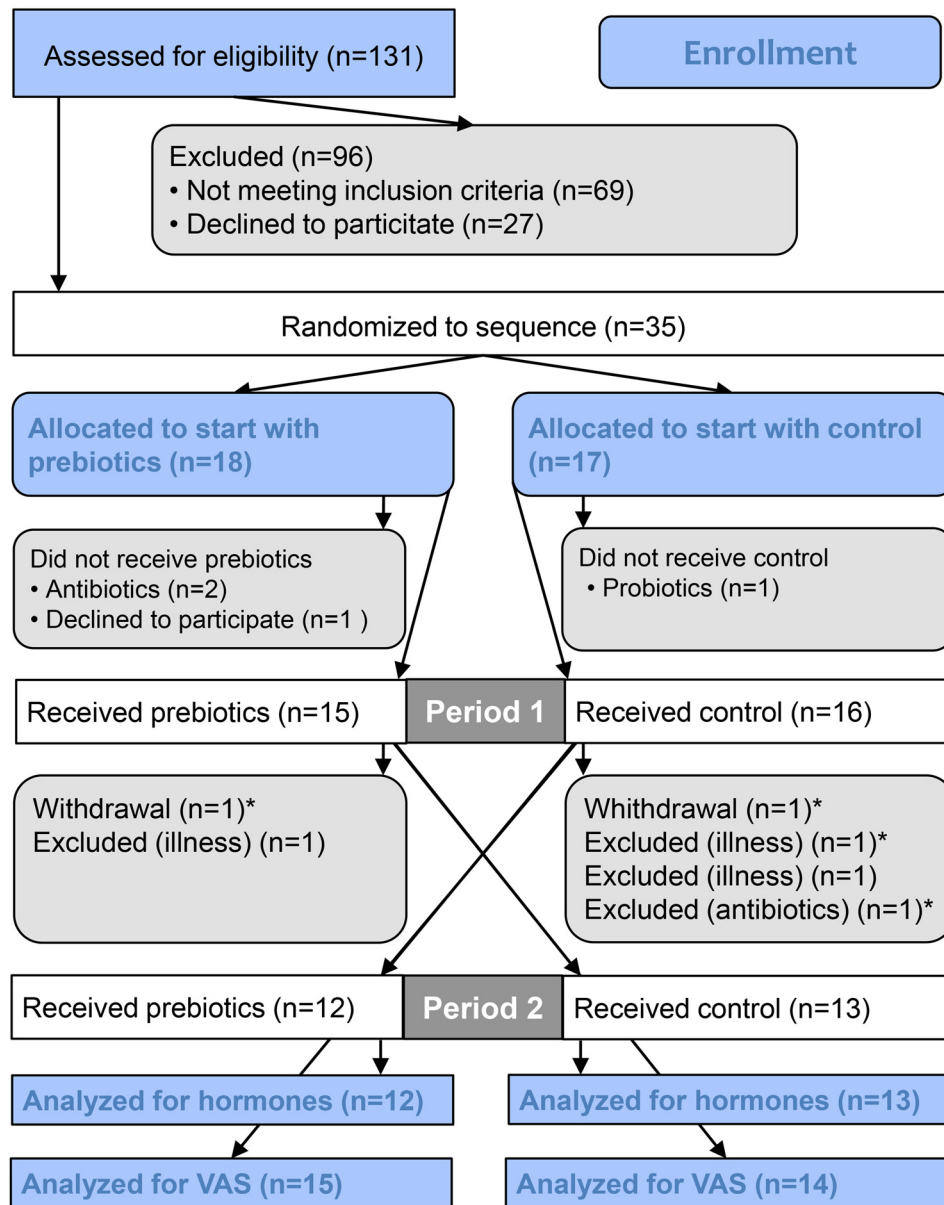 Assessed for eligibility (n=131)
Enrollment
Excluded (n=96)
• Not meeting inclusion criteria (n=69)
• Declined to particitate (n=27)
Randomized to sequence (n=35)
Allocated to start with
prebiotics (n=18)
Allocated to start with control
(n=17)
Did not receive prebiotics
• Antibiotics (n=2)
• Declined to participate (n=1 )
Did not receive control
• Probiotics (n=1)
Received prebiotics (n=15)
Period 1
Received control (n=16)
Withdrawal (n=1)*
Excluded (illness) (n=1)
Whithdrawal (n=1)*
Excluded (illness) (n=1)*
Excluded (illness) (n=1)
Excluded (antibiotics) (n=1)*
Received prebiotics (n=12)
Period 2
Received control (n=13)
Analyzed for hormones (n=12)
Analyzed for hormones (n=13)
Analyzed for VAS (n=15)
Analyzed for VAS (n=14)